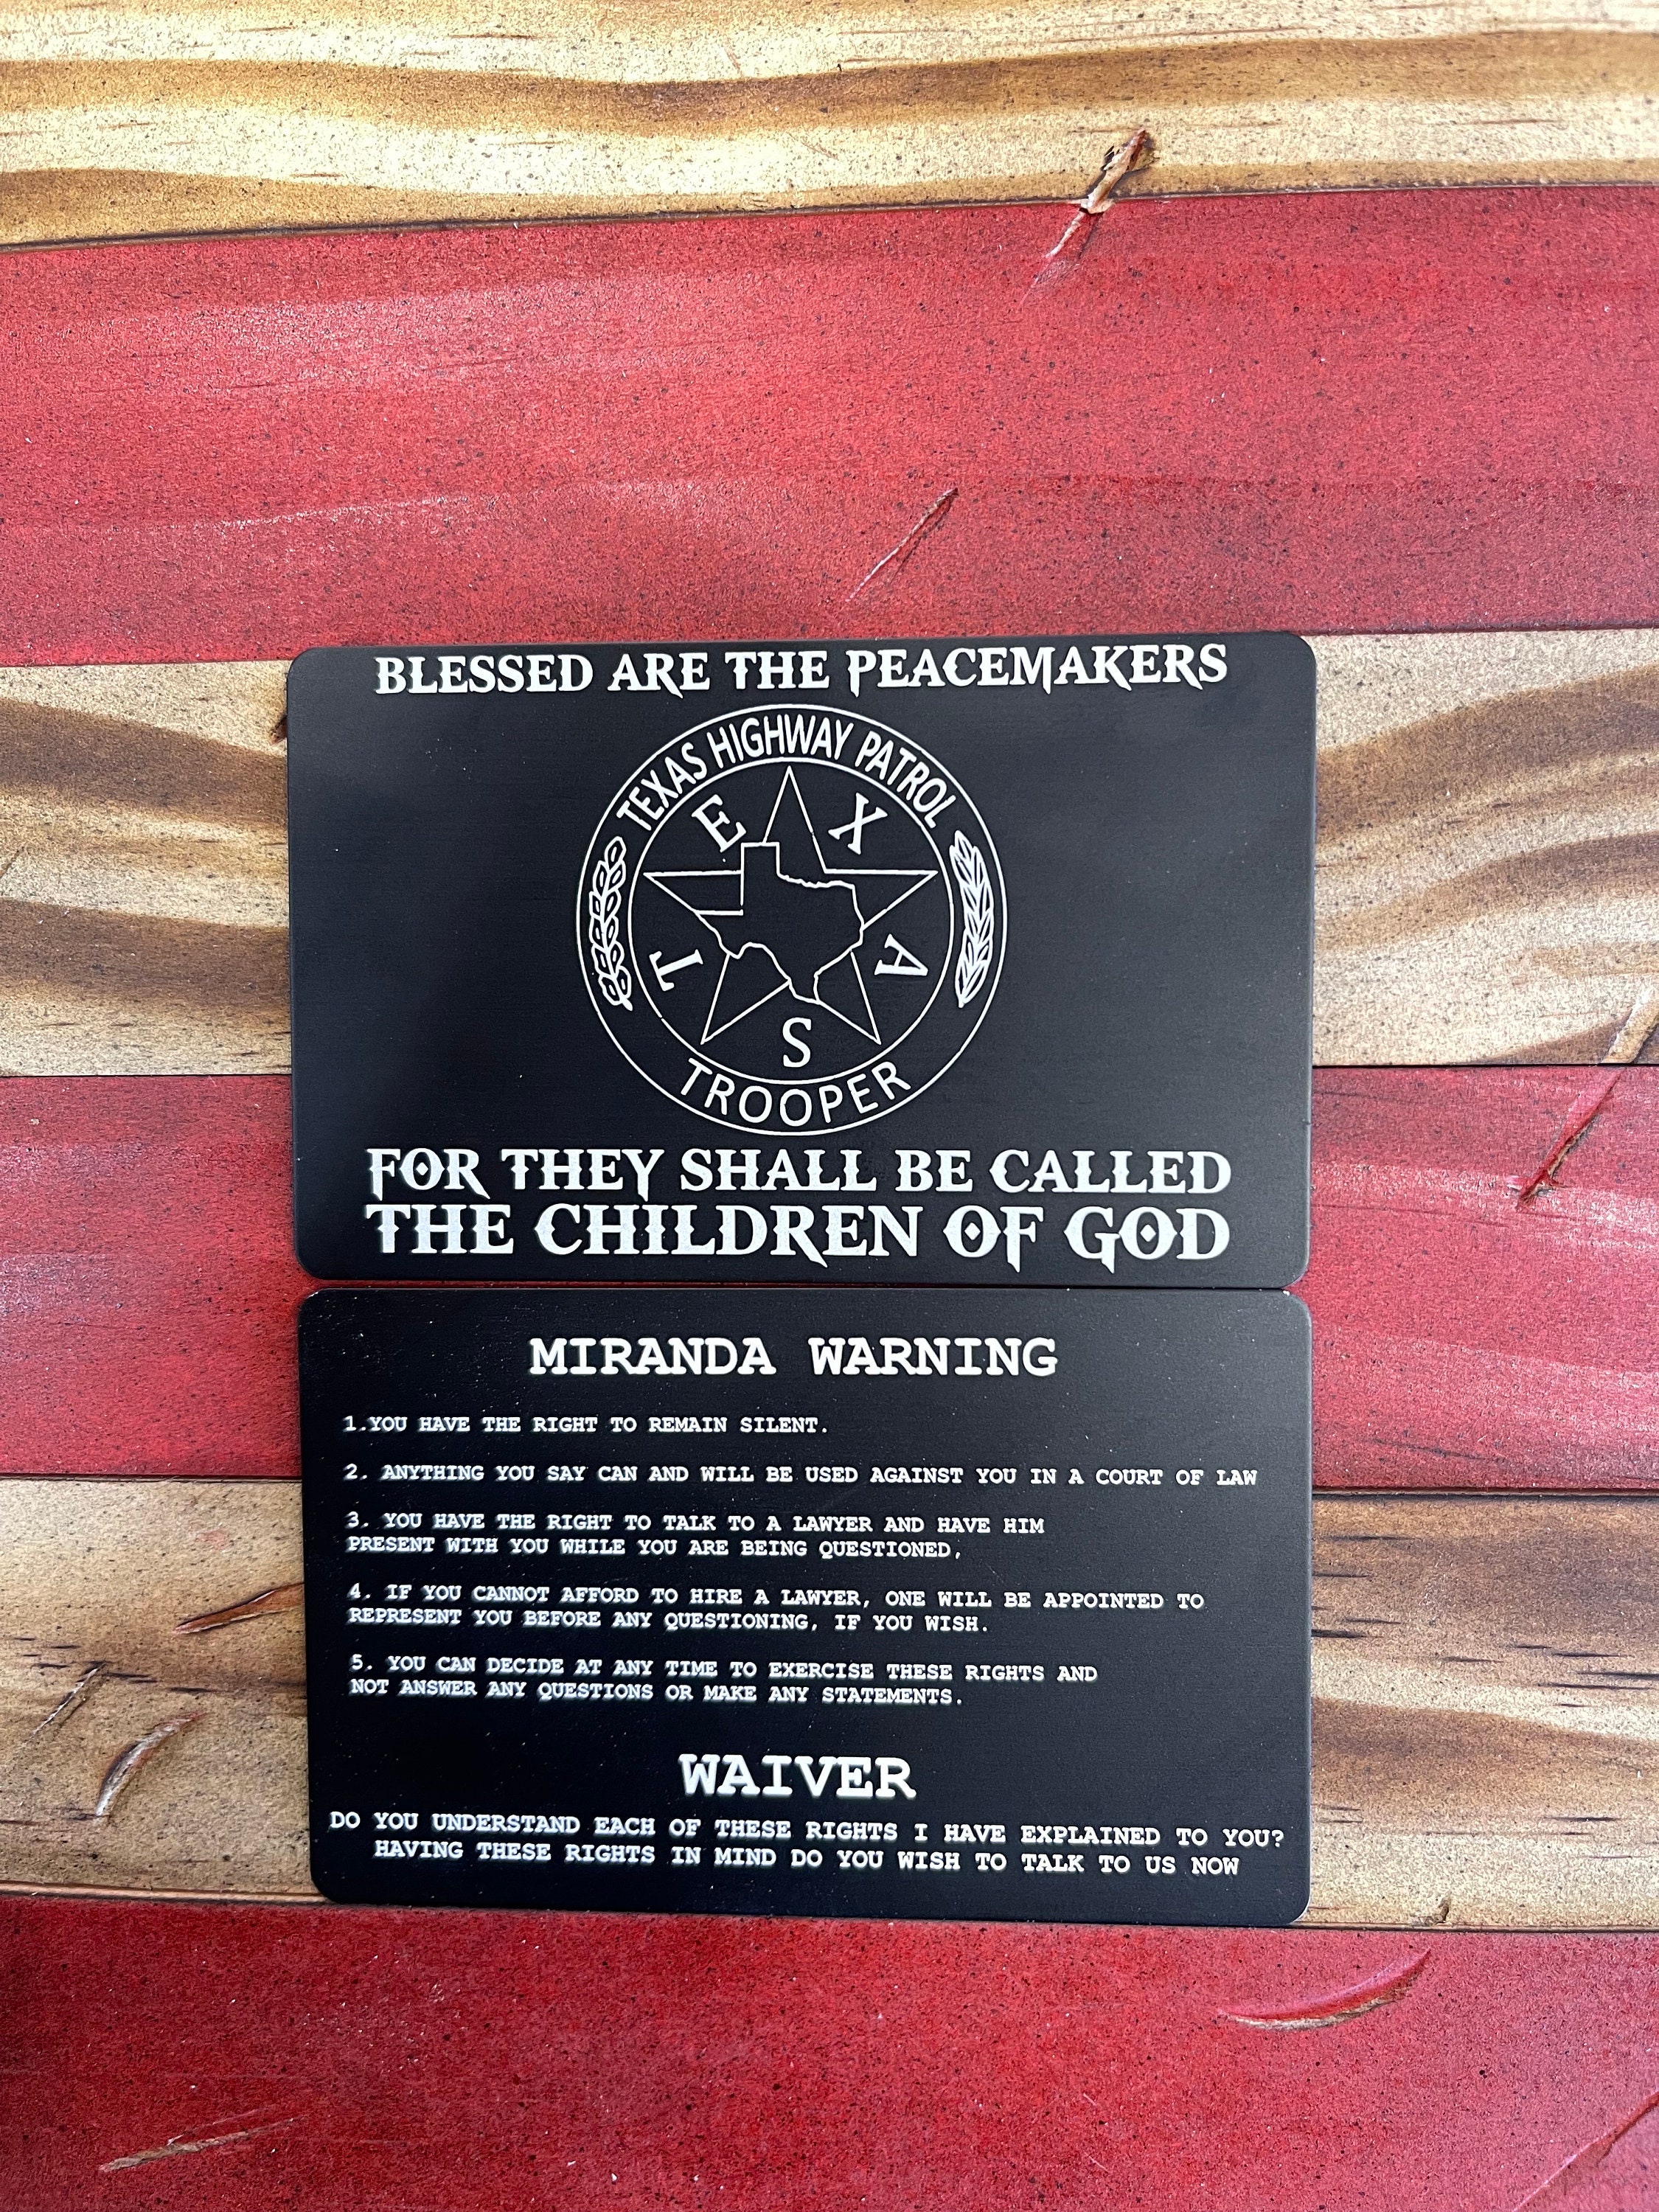 BLESSED ARE THE PEACEMAKERS
TEXAS HIGHWAY PATROL
TEXAS
TROOPER
FOR THEY SHALL BE CALLED
THE CHILDREN OF GOD
MIRANDA WARNING
1.YOU HAVE THE RIGHT TO REMAIN SILENT.
2. ANYTHING YOU SAY CAN AND WILL BE USED AGAINST YOU IN A COURT OF LAW
3. YOU HAVE THE RIGHT TO TALK TO A LAWYER AND HAVE HIM
PRESENT WITH YOU WHILE YOU ARE BEING QUESTIONED,
4. IF YOU CANNOT AFFORD TO HIRE A LAWYER, ONE WILL BE APPOINTED TO
REPRESENT YOU BEFORE ANY QUESTIONING, IF YOU WISH.
5. YOU CAN DECIDE AT ANY TIME TO EXERCISE THESE RIGHTS AND
NOT ANSWER ANY QUESTIONS OR MAKE ANY STATEMENTS.
WAIVER
DO YOU UNDERSTAND EACH OF THESE RIGHTS I HAVE EXPLAINED TO YOU?
HAVING THESE RIGHTS IN MIND DO YOU WISH TO TALK TO US NOW